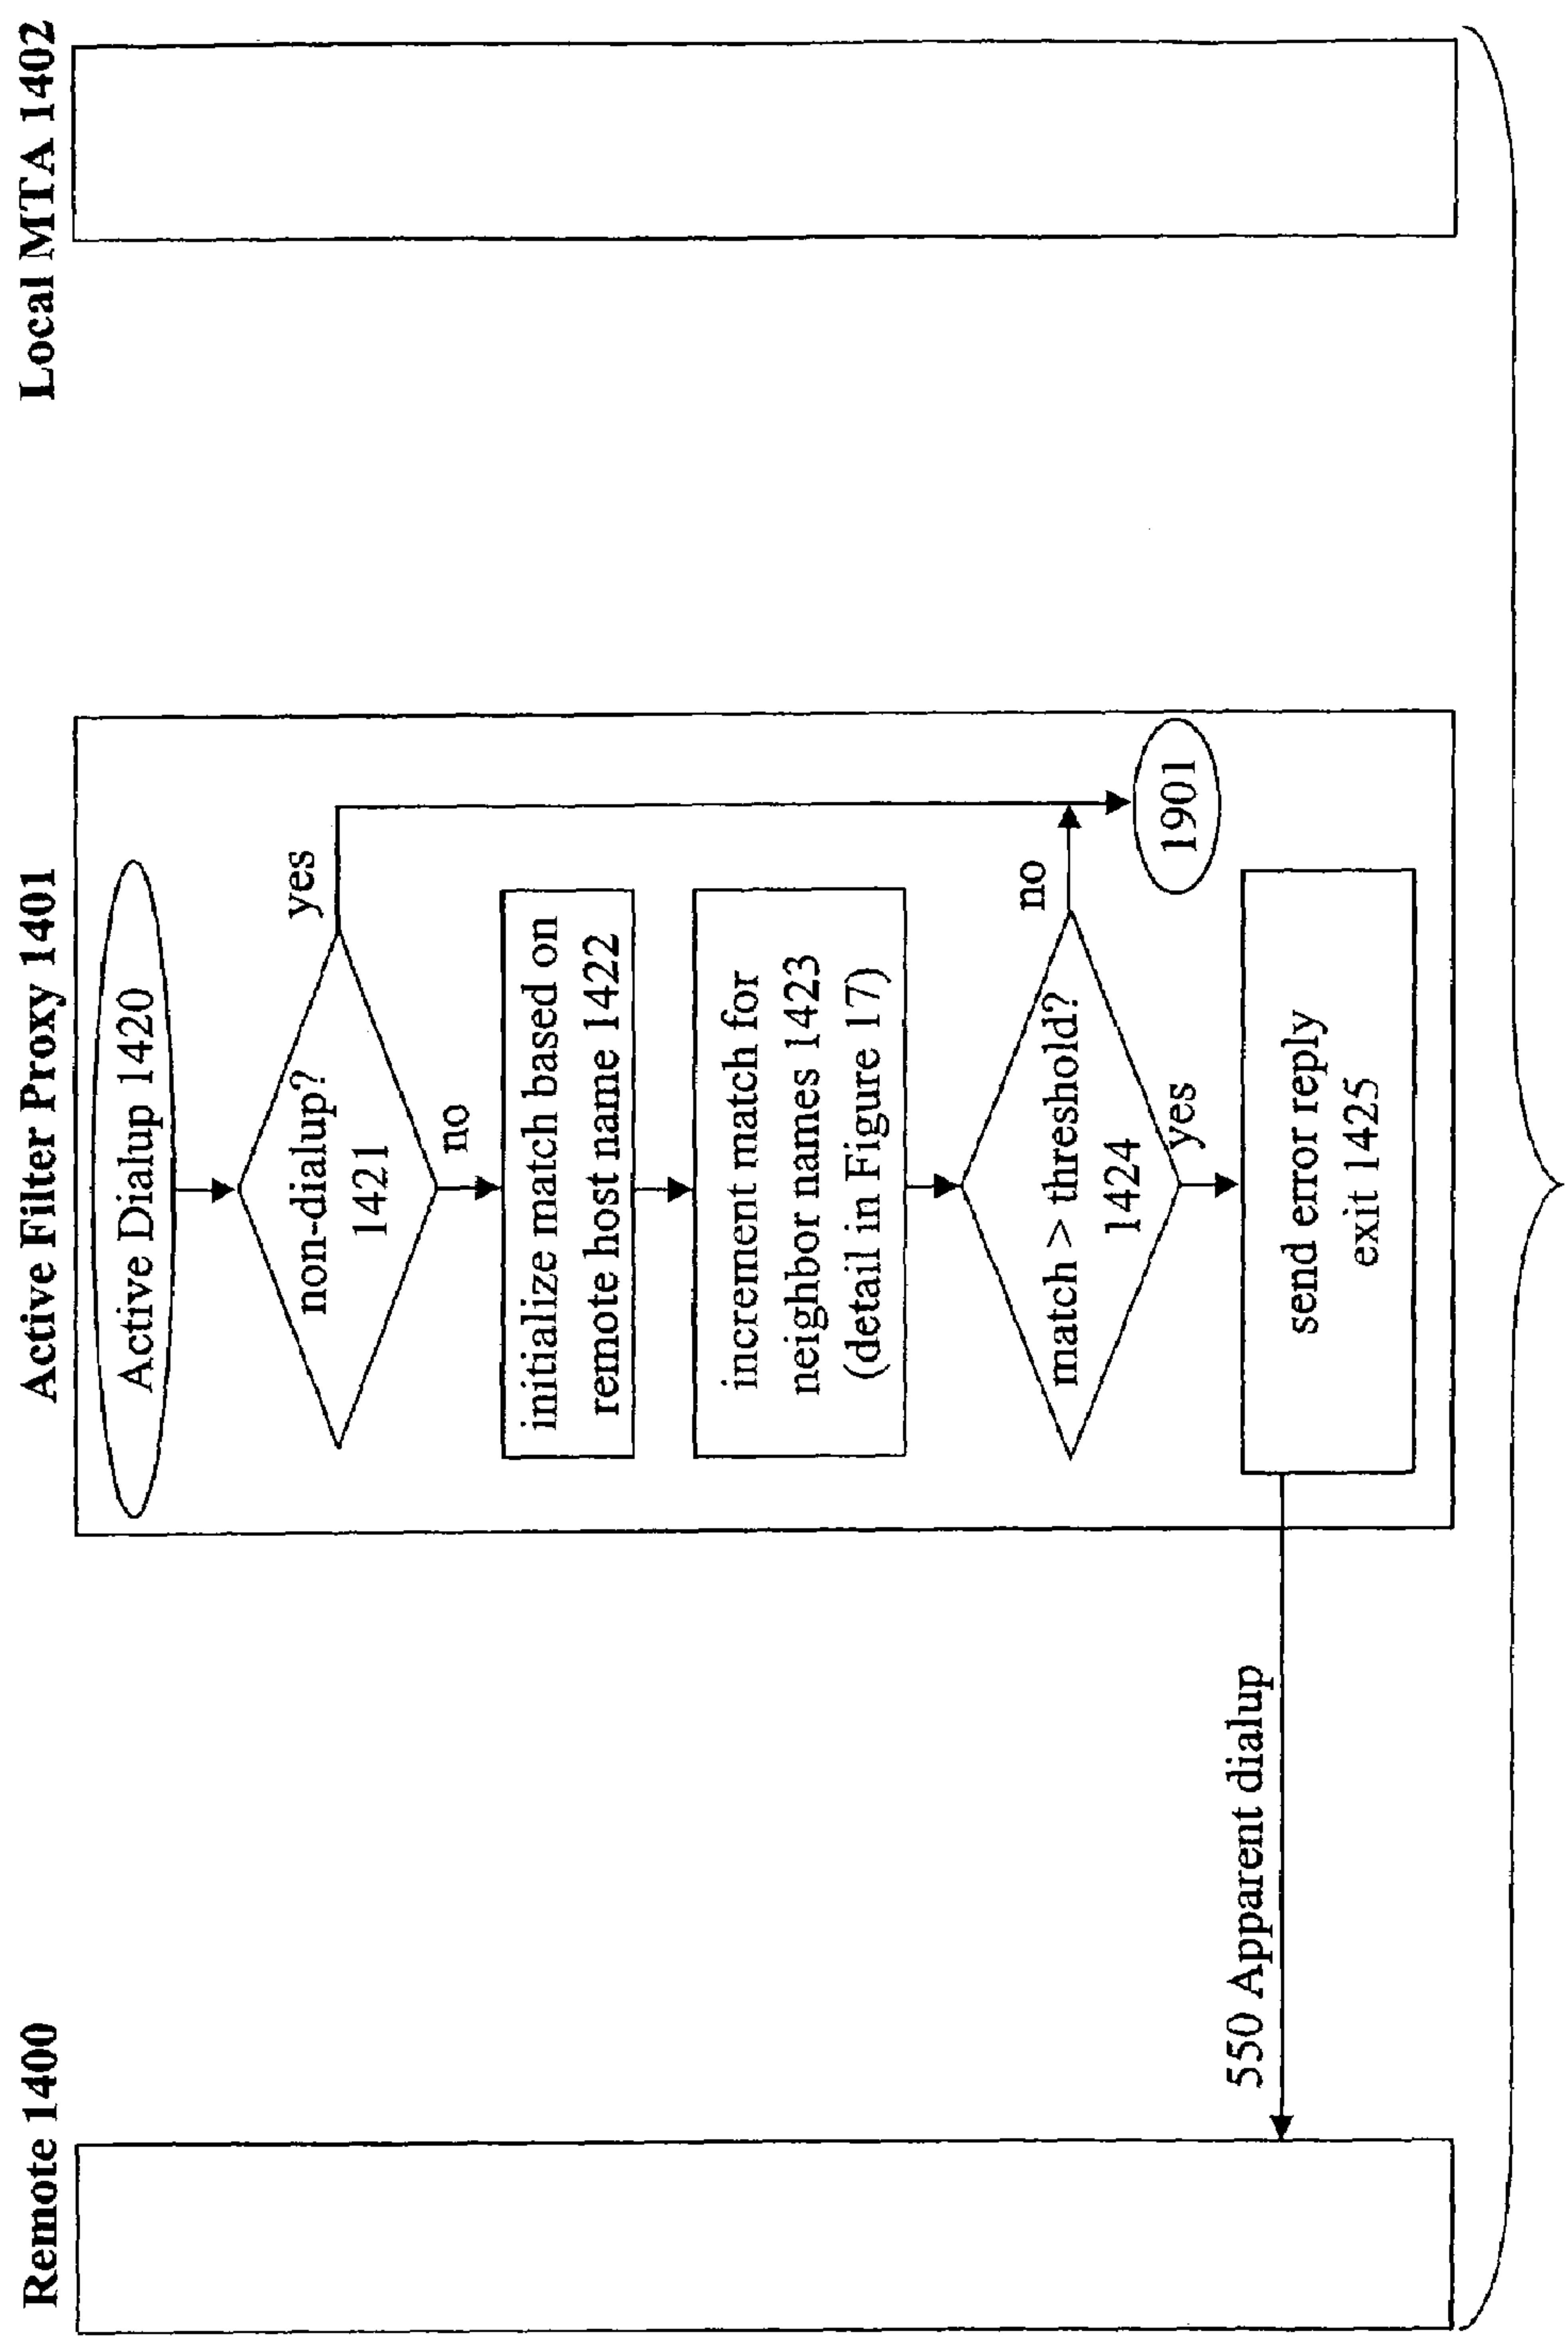 Remote 1400
Active Filter Proxy 1401
Local MTA 1402
Active Dialup 1420
non-dialup?
1421
yes
no
initialize match based on
remote host name 1422
increment match for
neighbor names 1423
(detail in Figure 17)
match > threshold?
1424
no
yes
1901
send error reply
exit 1425
550 Apparent dialup